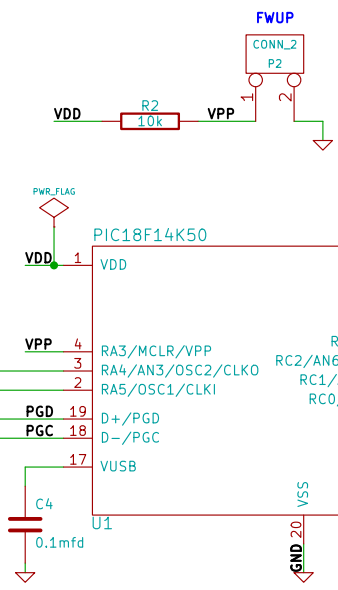 FWUP
CONN_2
P2
1
2
VDD
R2
10k
VPP
PWR_FLAG
PIC18F14K50
VDD
1
VDD
VPP
4
RA3/MCLR/VPP
3
RA4/AN3/OSC2/CLKO
2
RA5/OSC1/CLKI
PGD
19
D+/PGD
PGC
18
D-/PGC
17
VUSB
R
RC2/AN6
RC1/
RC0/
C4
0.1mfd
U1
VSS
20
GND